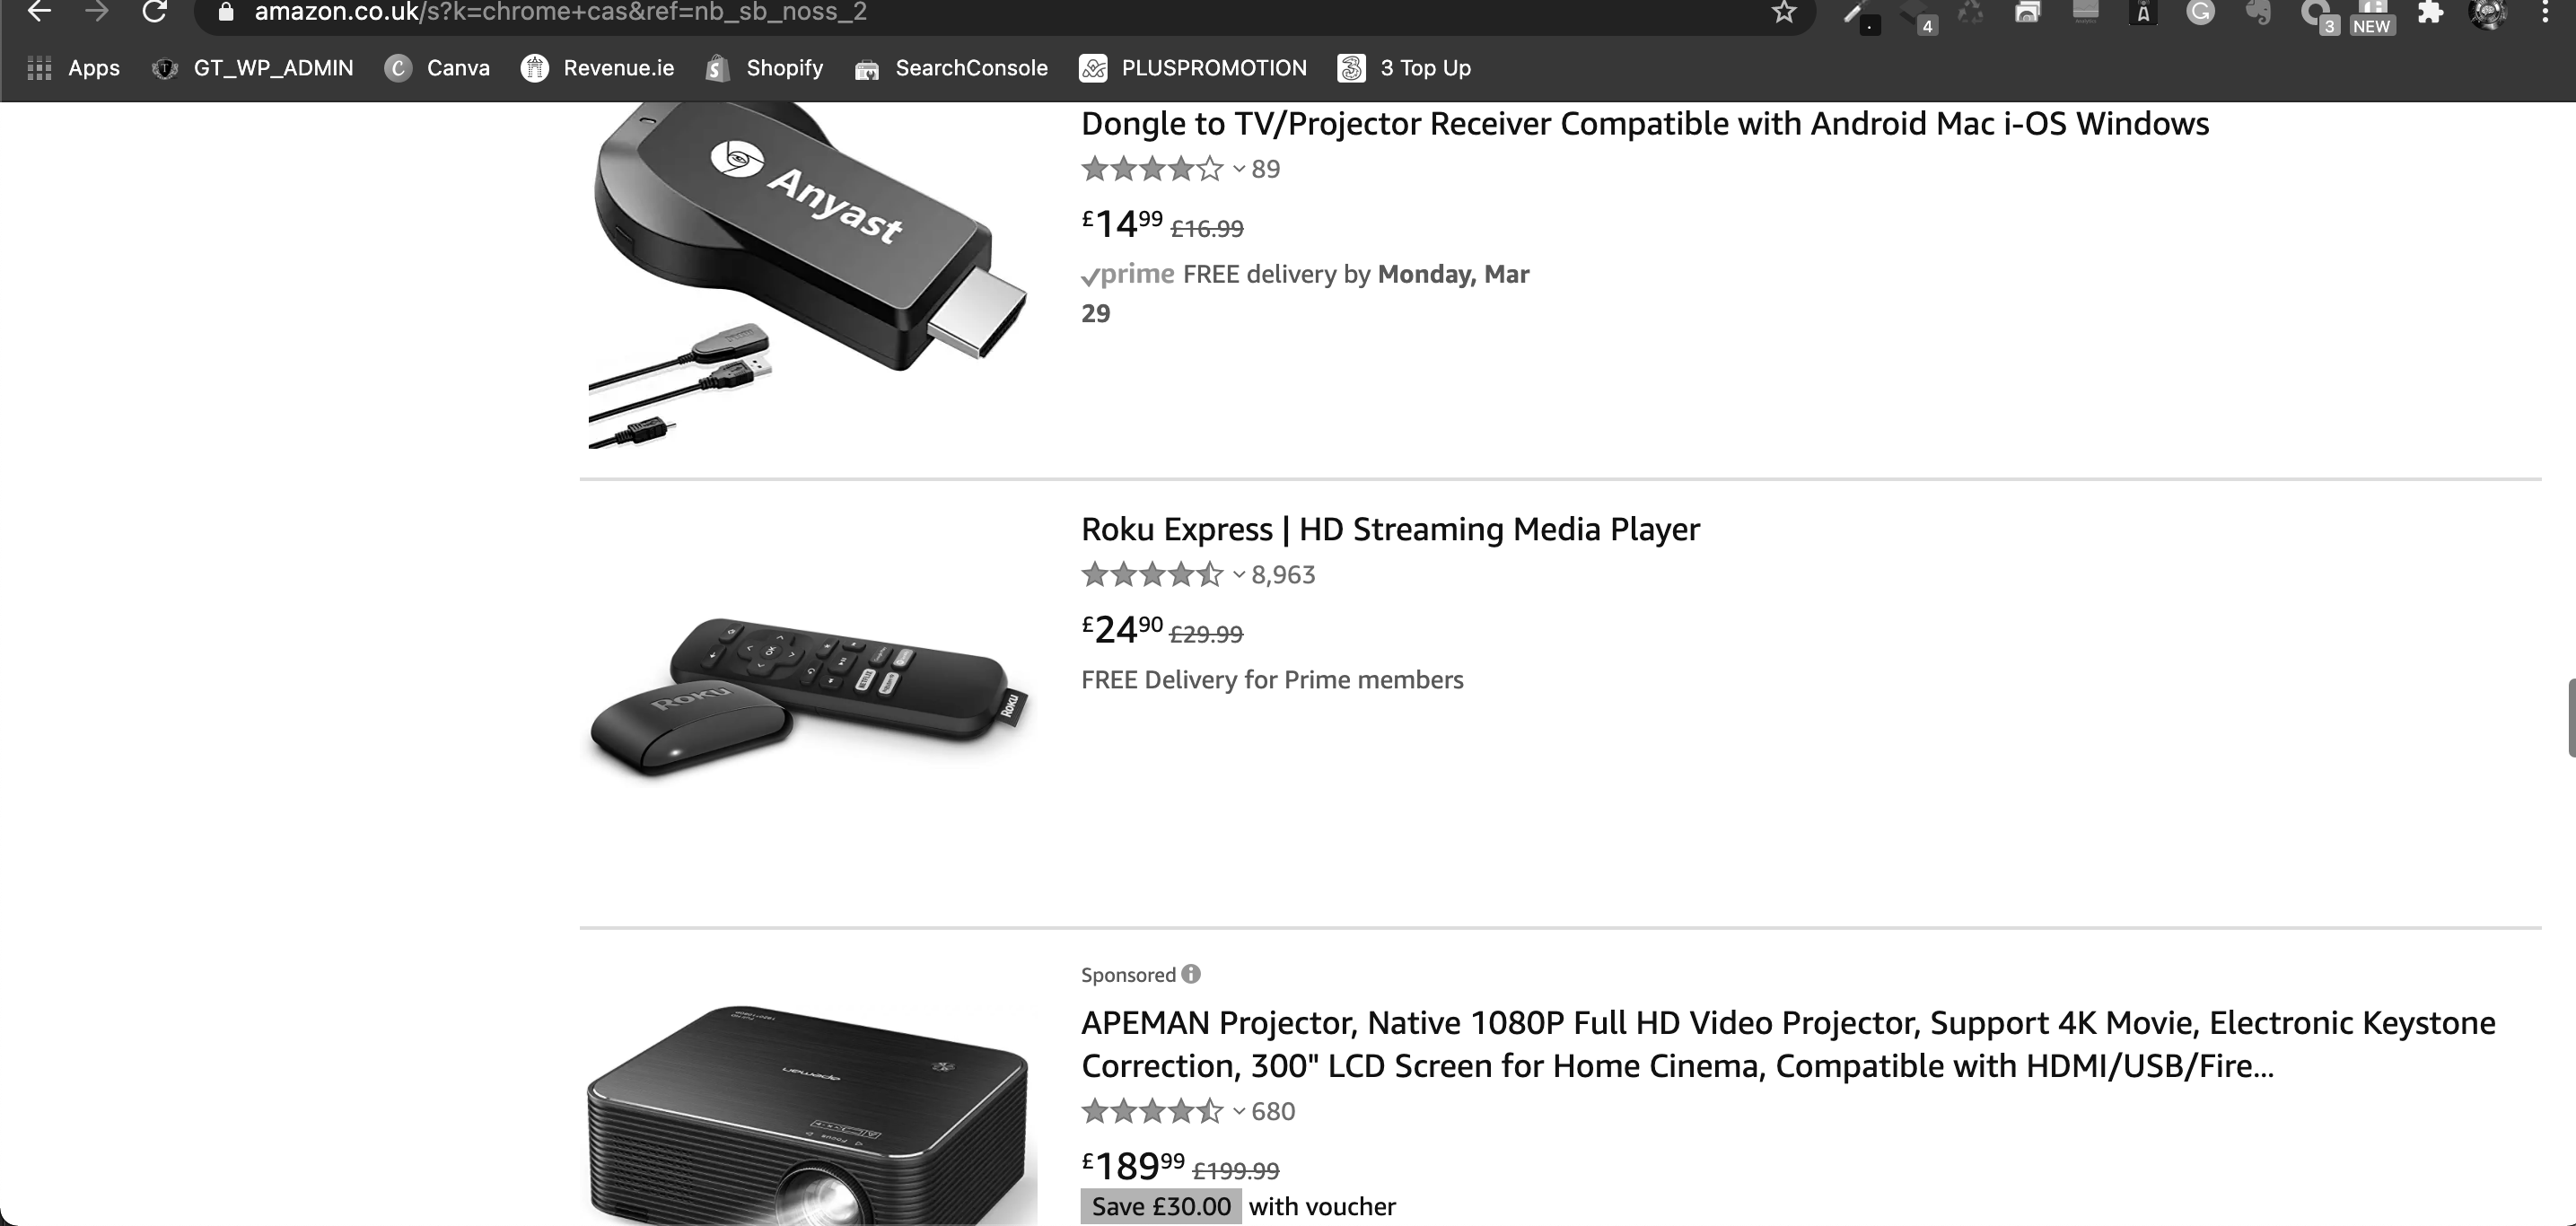 amazon.co.uk/s?k=chrome+cas&ref=nb_sb_noss_2
4
3
NEW
Apps
GT_WP_ADMIN
Canva
Revenue.ie
Shopify
SearchConsole
PLUSPROMOTION
3 Top Up
Anyast
Dongle to TV/Projector Receiver Compatible with Android Mac i-OS Windows
89
£14.99 £16.99
prime FREE delivery by Monday, Mar
29
Roku Express | HD Streaming Media Player
8,963
£24.90 £29.99
FREE Delivery for Prime members
OK
NETFLIX
ROKU
Roku
Sponsored
APEMAN Projector, Native 1080P Full HD Video Projector, Support 4K Movie, Electronic Keystone
Correction, 300" LCD Screen for Home Cinema, Compatible with HDMI/USB/Fire...
680
£189.99 £199.99
Save £30.00 with voucher
apeman